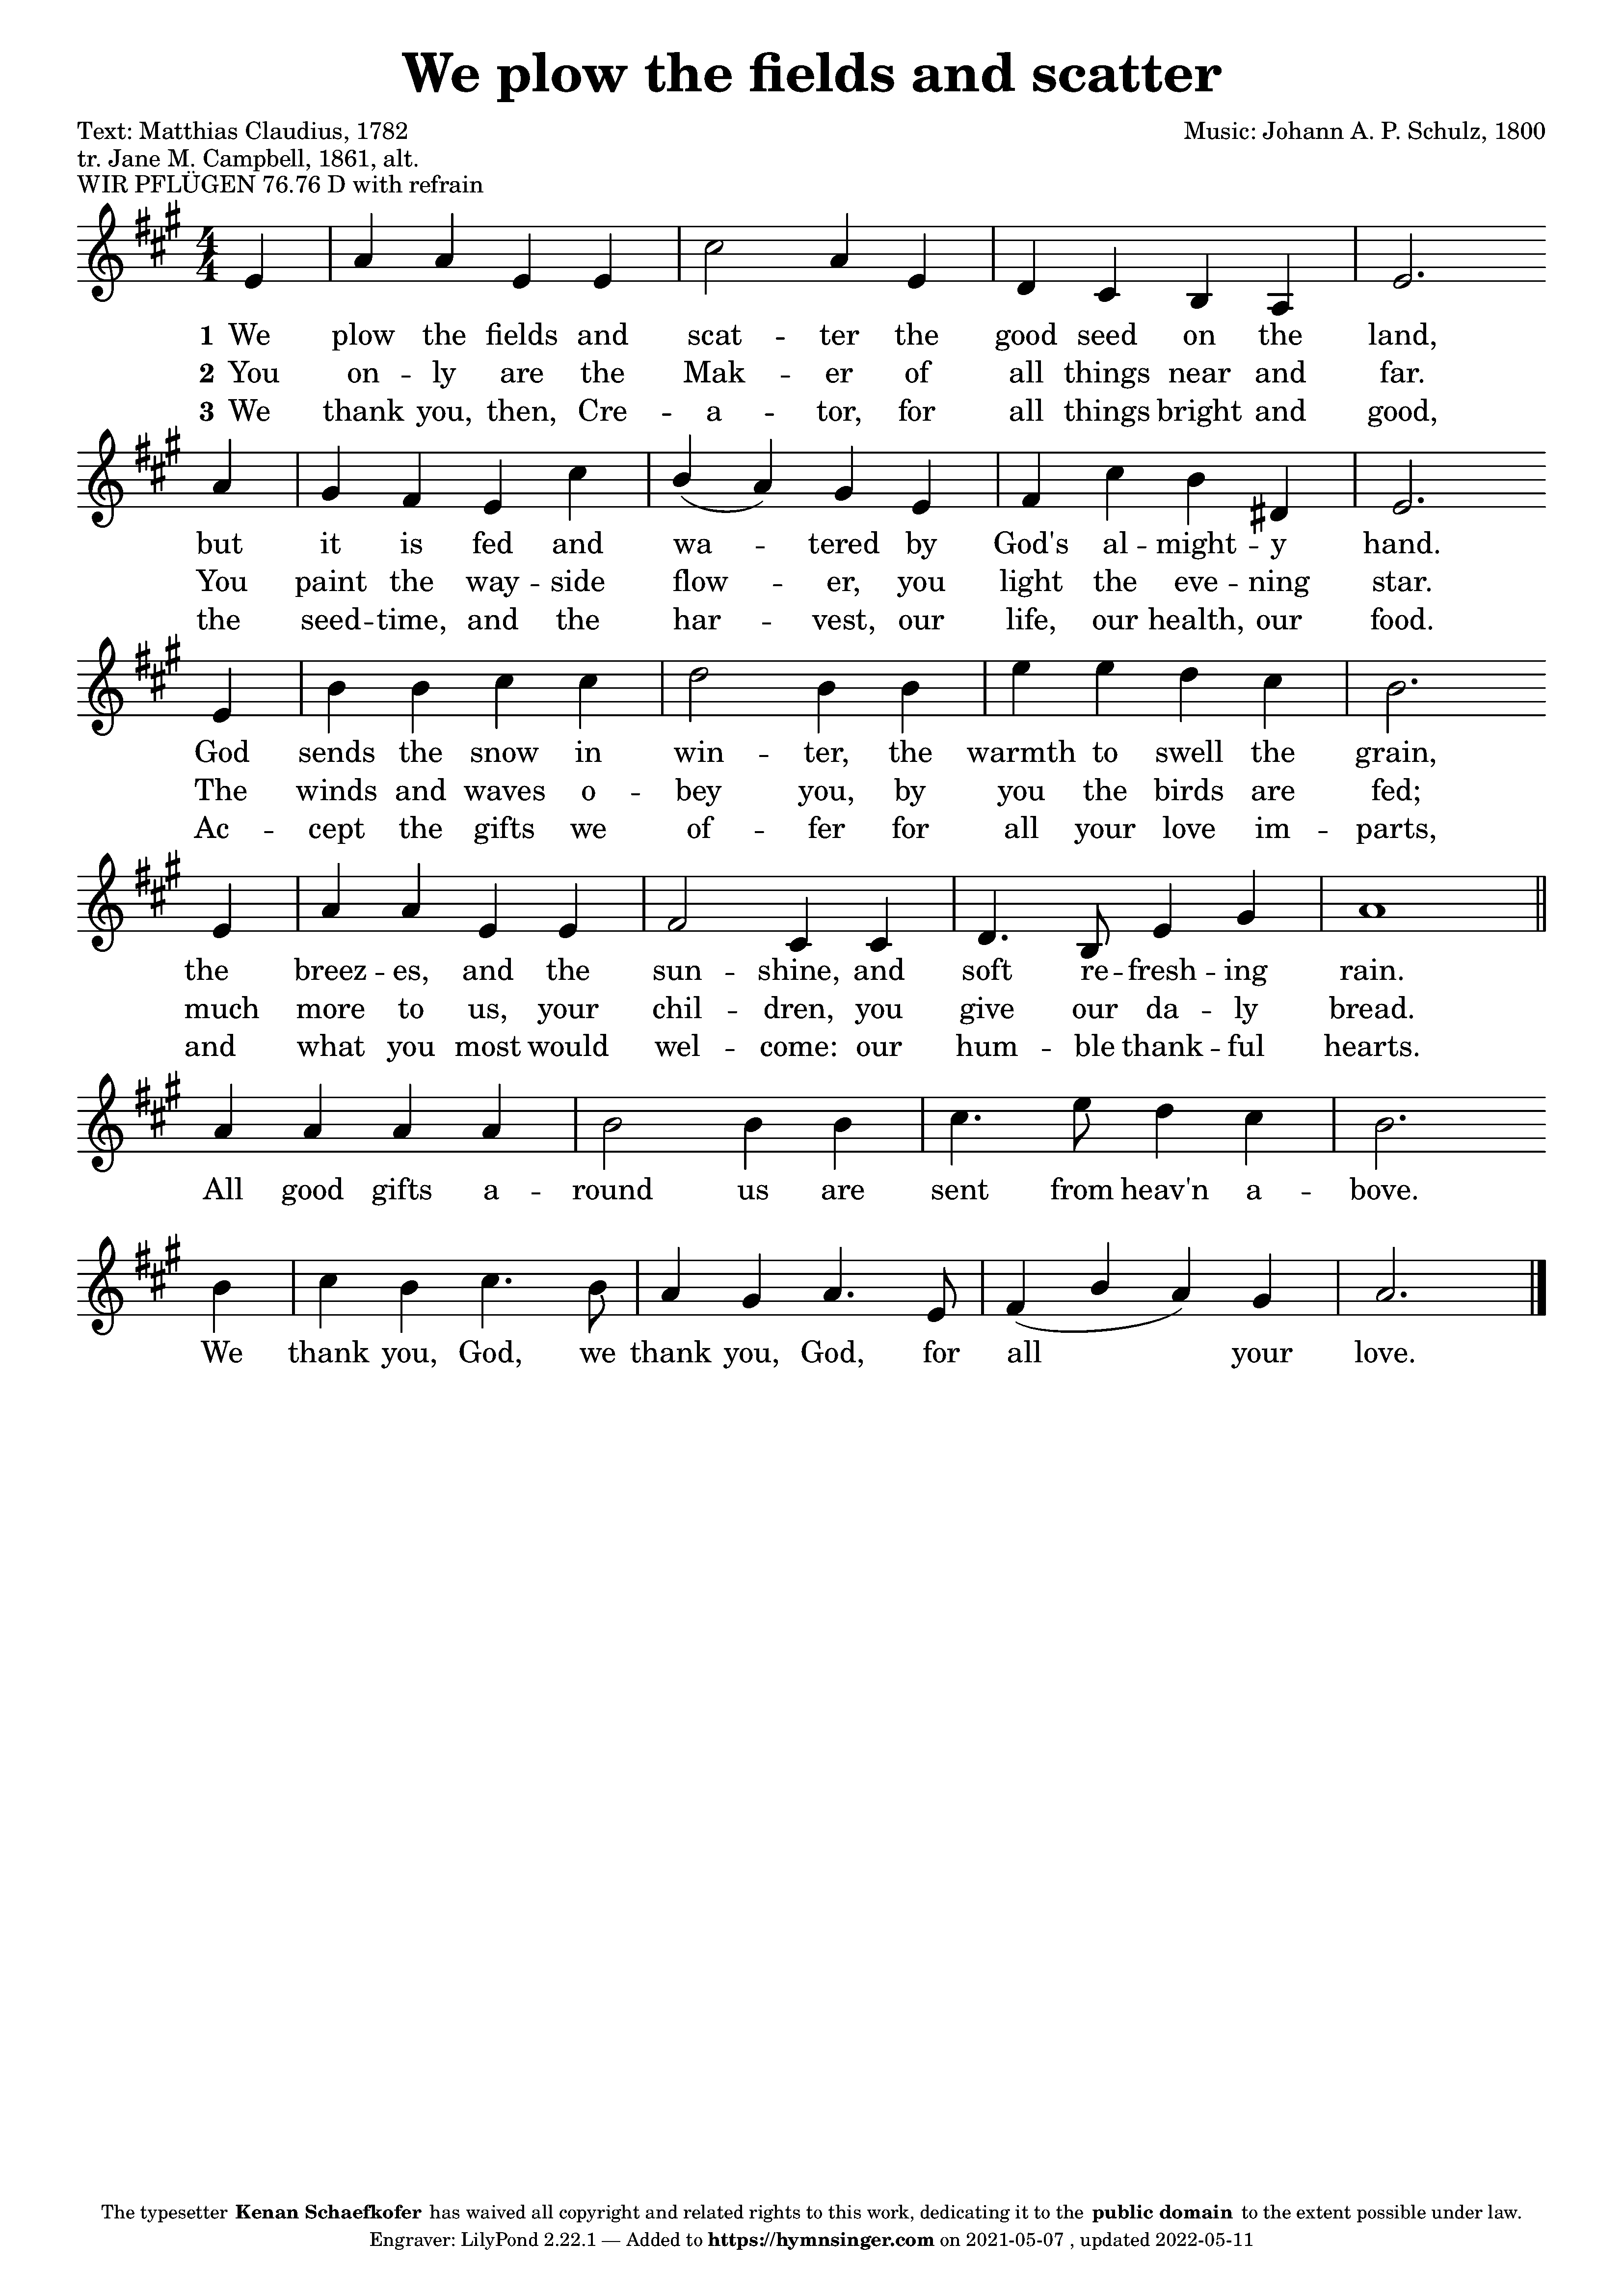 We plow the fields and scatter
Text: Matthias Claudius, 1782
Music: Johann A. P. Schulz, 1800
tr. Jane M. Campbell, 1861, alt.
WIR PFLÜGEN 76.76 D with refrain
1 We plow the fields and scat -- ter the good seed on the land,
2 You on -- ly are the Mak -- er of all things near and far.
3 We thank you, then, Cre -- a -- tor, for all things bright and good,
but it is fed and wa -- tered by God's al -- might -- y hand.
You paint the way -- side flow -- er, you light the eve -- ning star.
the seed -- time, and the har -- vest, our life, our health, our food.
God sends the snow in win -- ter, the warmth to swell the grain,
The winds and waves o -- bey you, by you the birds are fed;
Ac -- cept the gifts we of -- fer for all your love im -- parts,
the breez -- es, and the sun -- shine, and soft re -- fresh -- ing rain.
much more to us, your chil -- dren, you give our da -- ly bread.
and what you most would wel -- come: our hum -- ble thank -- ful hearts.
All good gifts a -- round us are sent from heav'n a -- bove.
We thank you, God, we thank you, God, for all your love.
The typesetter Kenan Schaefkofer has waived all copyright and related rights to this work, dedicating it to the public domain to the extent possible under law.
Engraver: LilyPond 2.22.1 — Added to https://hymnsinger.com on 2021-05-07 , updated 2022-05-11